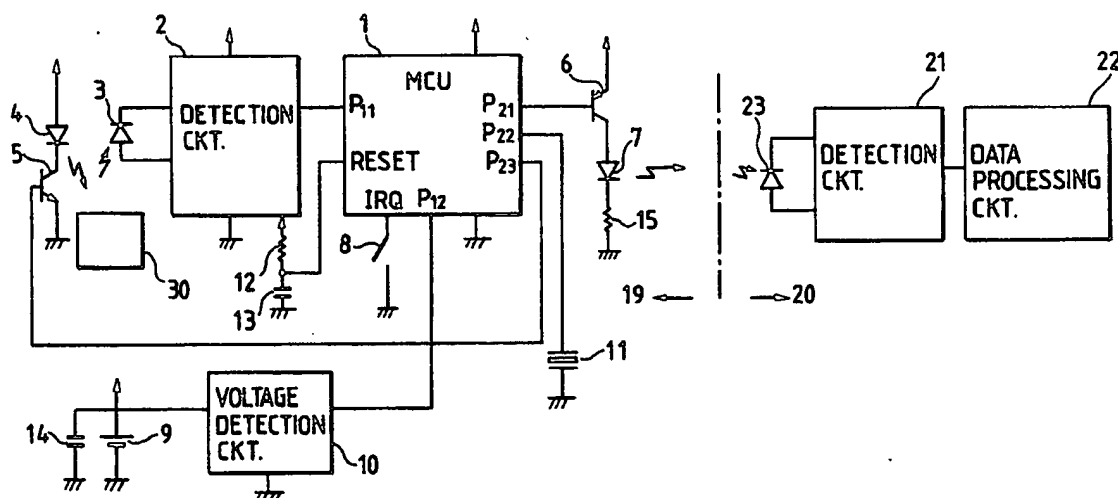 2
1
6
21
22
4
3
5
DETECTION
CKT.
MCU
P11
RESET
IRQ P12
P21
P22
P23
7
23
DETECTION
CKT.
DATA
PROCESSING
CKT.
30
12
13
8
15
19
20
11
14
9
VOLTAGE
DETECTION
CKT.
10